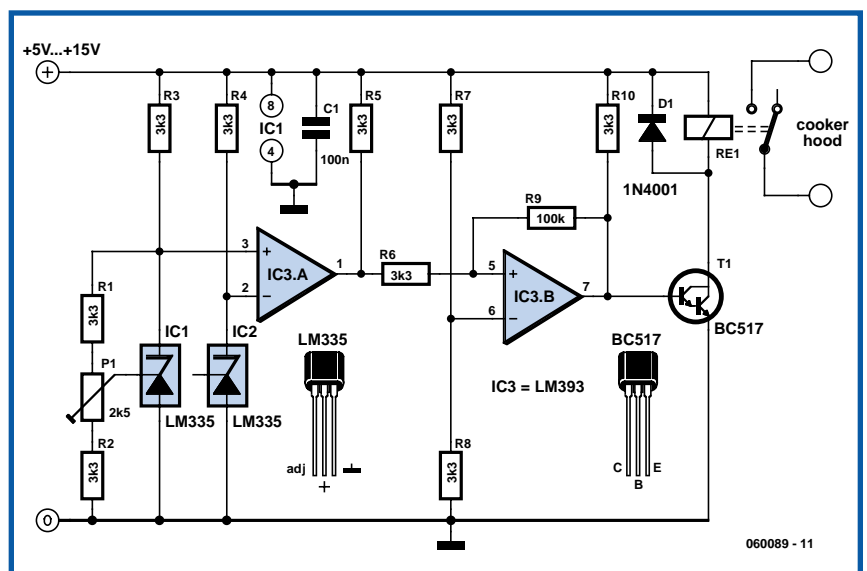 +5V...+15V
R3
3k3
R4
3k3
8
IC1
4
C1
100n
R5
3k3
R7
3k3
R10
3k3
D1
1N4001
RE1
cooker
hood
R9
100k
3
+
2
−
IC3.A
1
R6
3k3
5
+
6
−
IC3.B
7
T1
BC517
R1
3k3
P1
2k5
R2
3k3
IC1
LM335
IC2
LM335
LM335
adj
+
IC3 = LM393
BC517
C
B
E
R8
3k3
0
060089 - 11